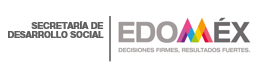 SECRETARÍA DE
DESARROLLO SOCIAL
EDOMÉX
DECISIONES FIRMES, RESULTADOS FUERTES.